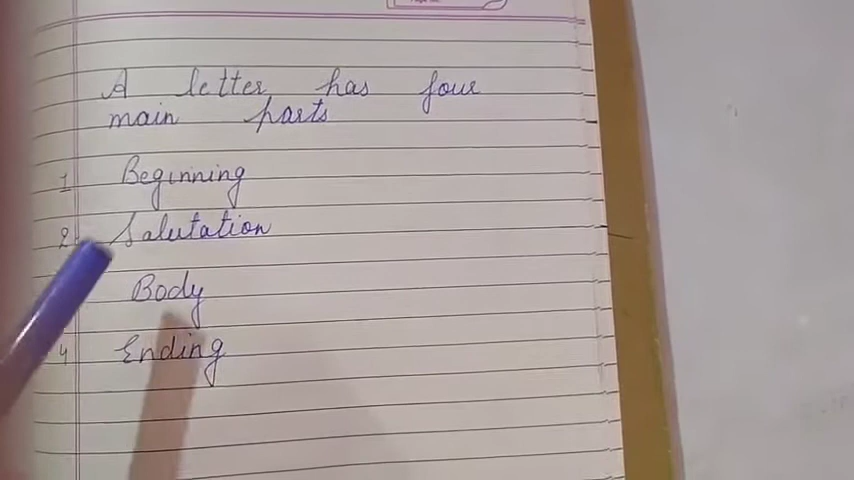 A letter has four
main parts
1 Beginning
2 Salutation
Body
4 Ending